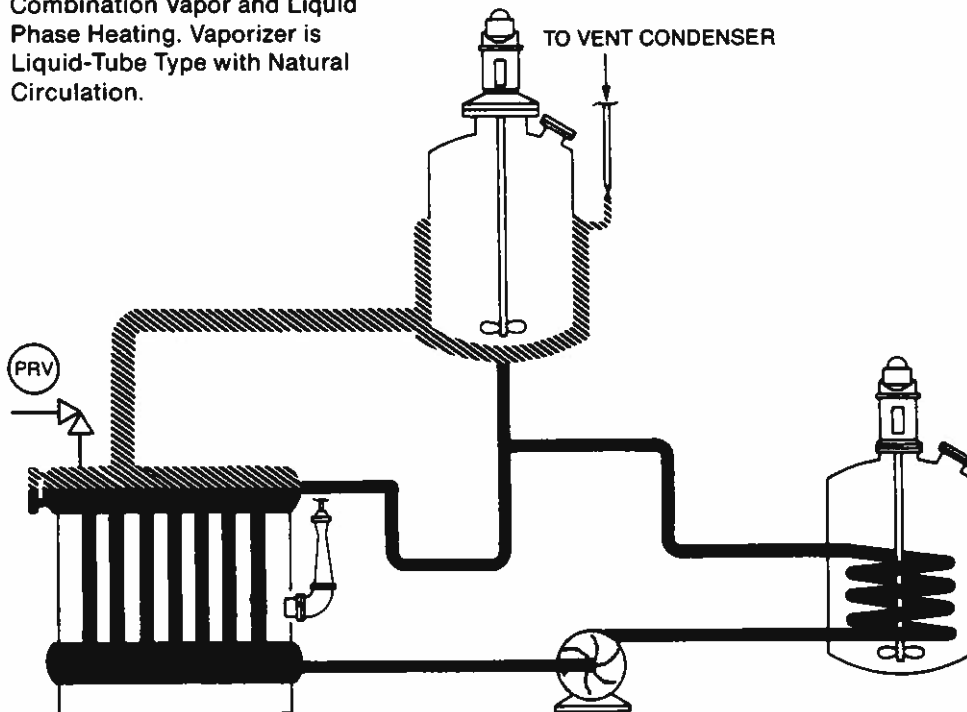 Combination Vapor and Liquid
Phase Heating. Vaporizer is
Liquid-Tube Type with Natural
Circulation.
TO VENT CONDENSER
PRV